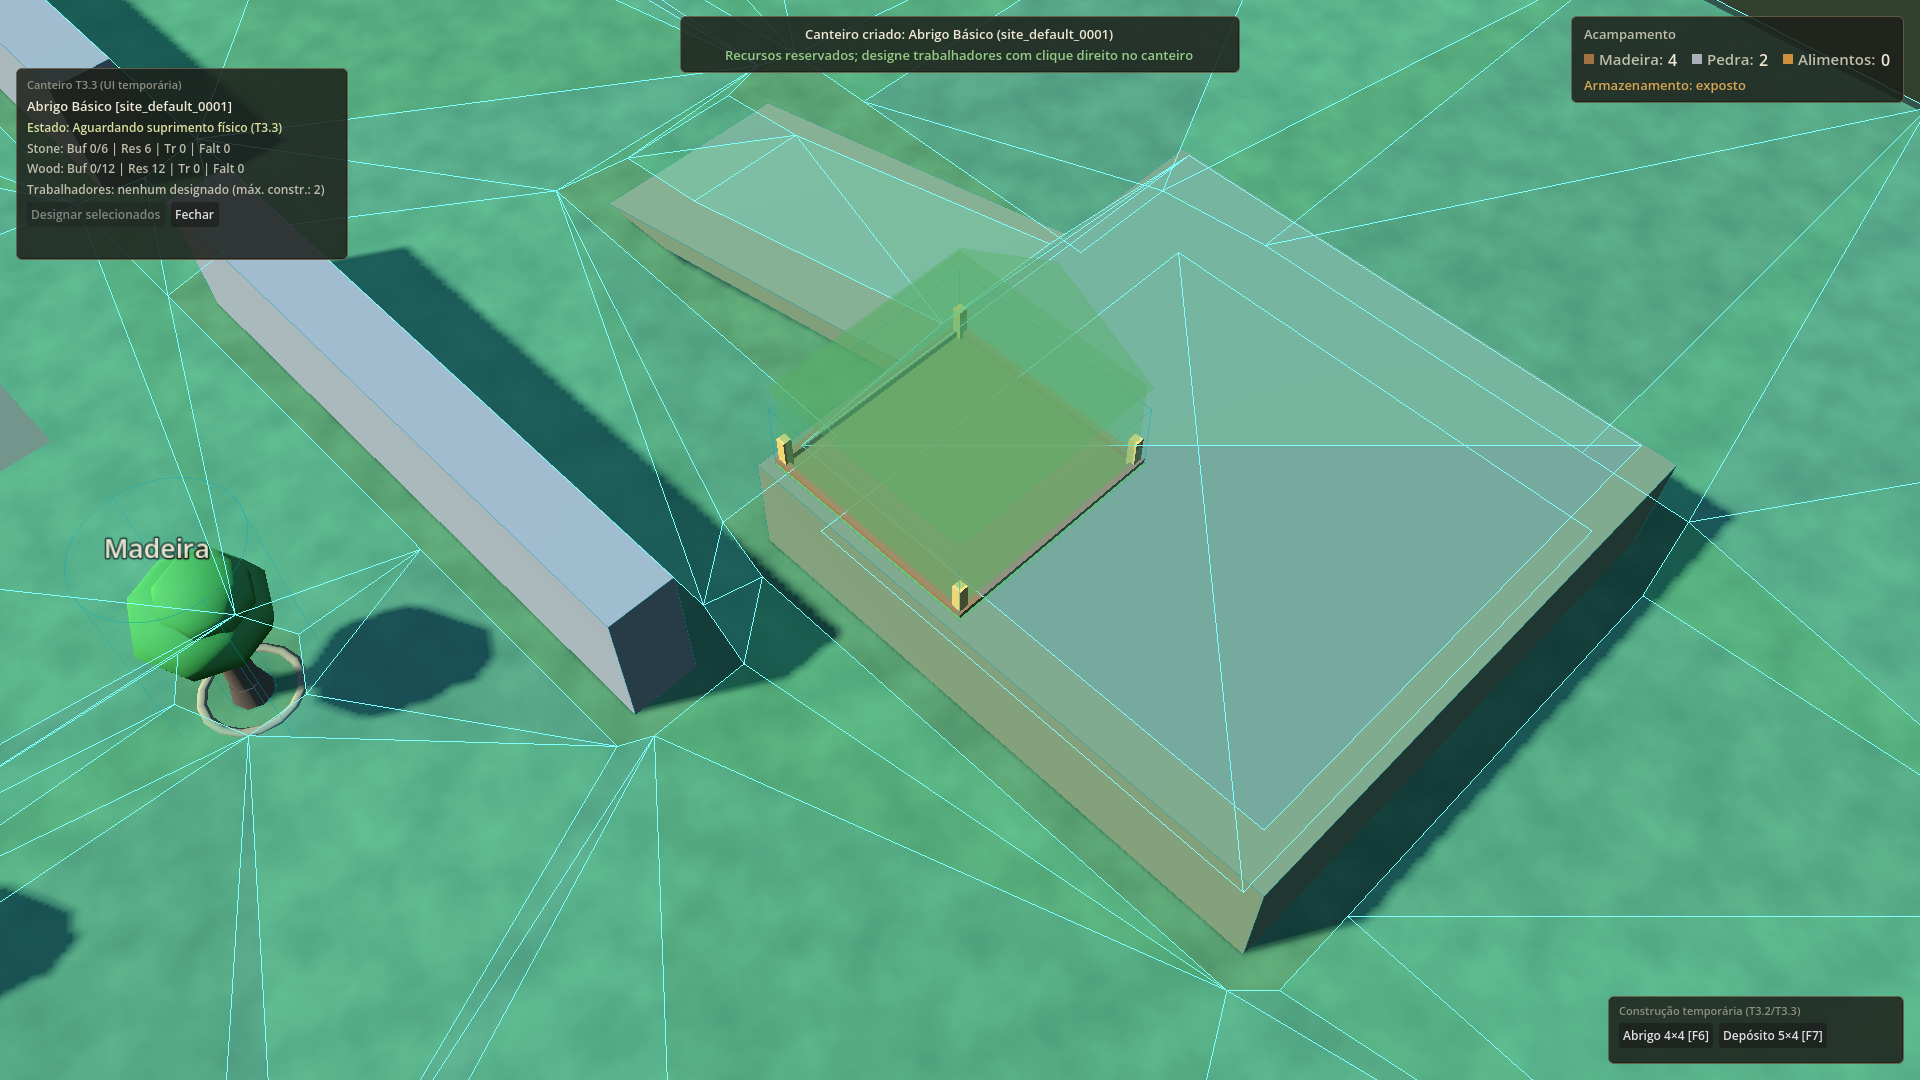 Canteiro criado: Abrigo Básico (site_default_0001)
Recursos reservados; designe trabalhadores com clique direito no canteiro
Acampamento
Madeira: 4 Pedra: 2 Alimentos: 0
Armazenamento: exposto
Canteiro T3.3 (UI temporária)
Abrigo Básico [site_default_0001]
Estado: Aguardando suprimento físico (T3.3)
Stone: Buf 0/6 | Res 6 | Tr 0 | Falt 0
Wood: Buf 0/12 | Res 12 | Tr 0 | Falt 0
Trabalhadores: nenhum designado (máx. constr.: 2)
Designar selecionados Fechar
Madeira
Construção temporária (T3.2/T3.3)
Abrigo 4×4 [F6] Depósito 5×4 [F7]